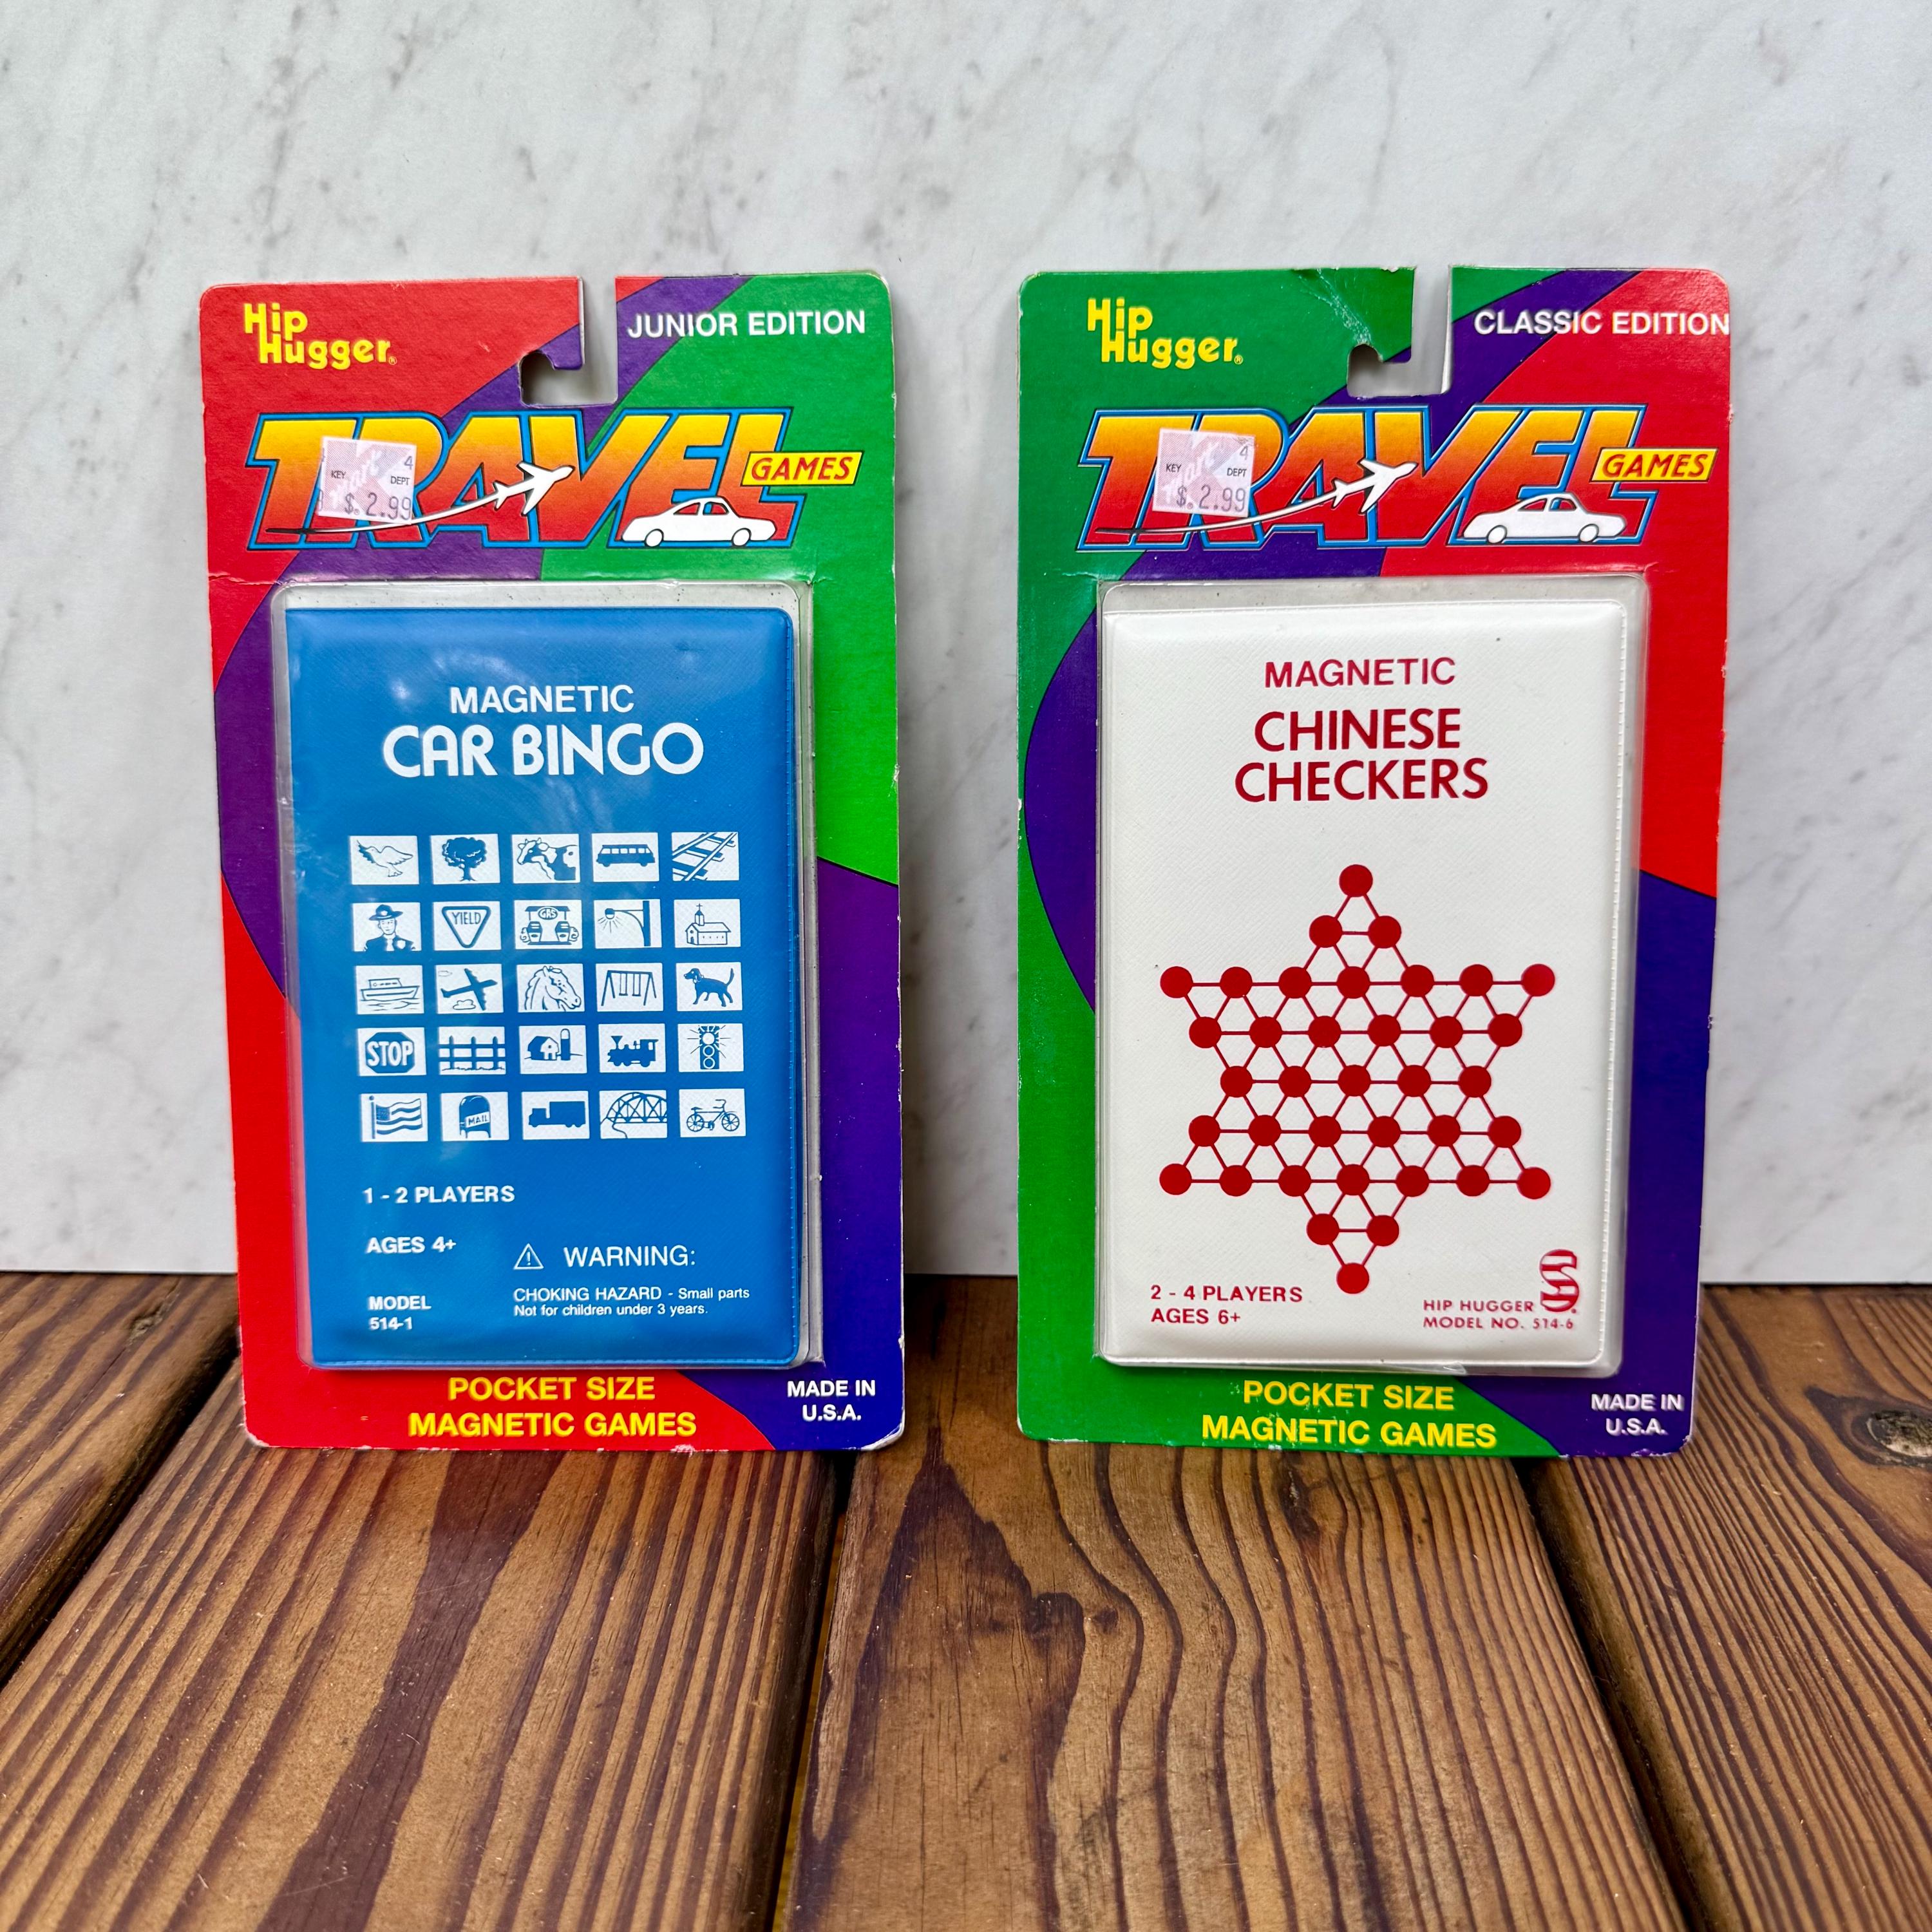 Hip
Hugger®
JUNIOR EDITION
TRAVEL
GAMES
4
KEY DEPT
$.2.99
MAGNETIC
CAR BINGO
YIELD
GAS
STOP
MAIL
1 - 2 PLAYERS
AGES 4+
WARNING:
MODEL
514-1
CHOKING HAZARD - Small parts
Not for children under 3 years.
POCKET SIZE
MAGNETIC GAMES
MADE IN
U.S.A.
Hip
Hugger®
CLASSIC EDITION
TRAVEL
GAMES
4
KEY DEPT
$.2.99
MAGNETIC
CHINESE
CHECKERS
2 - 4 PLAYERS
AGES 6+
HIP HUGGER
MODEL NO. 514-6
POCKET SIZE
MAGNETIC GAMES
MADE IN
U.S.A.